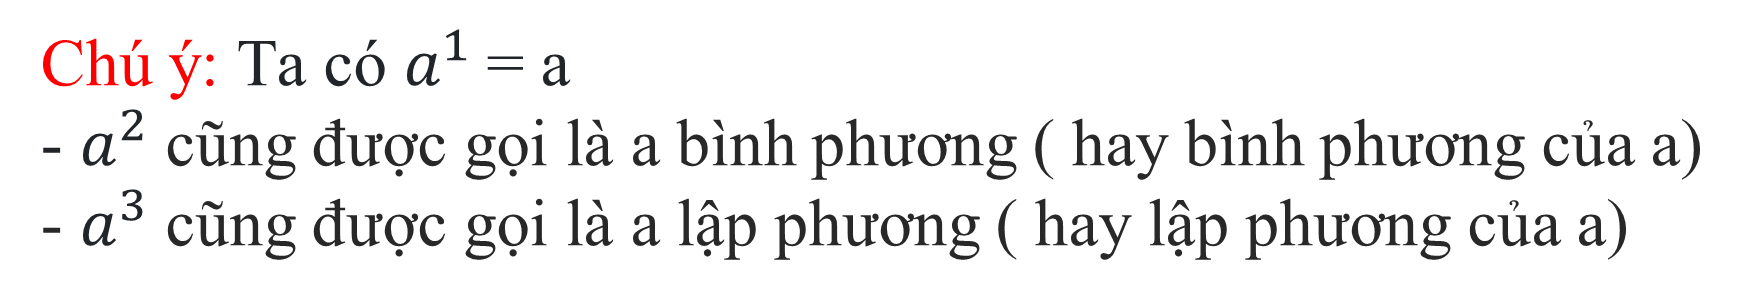 Chú ý: Ta có a¹ = a
- a² cũng được gọi là a bình phương ( hay bình phương của a)
- a³ cũng được gọi là a lập phương ( hay lập phương của a)